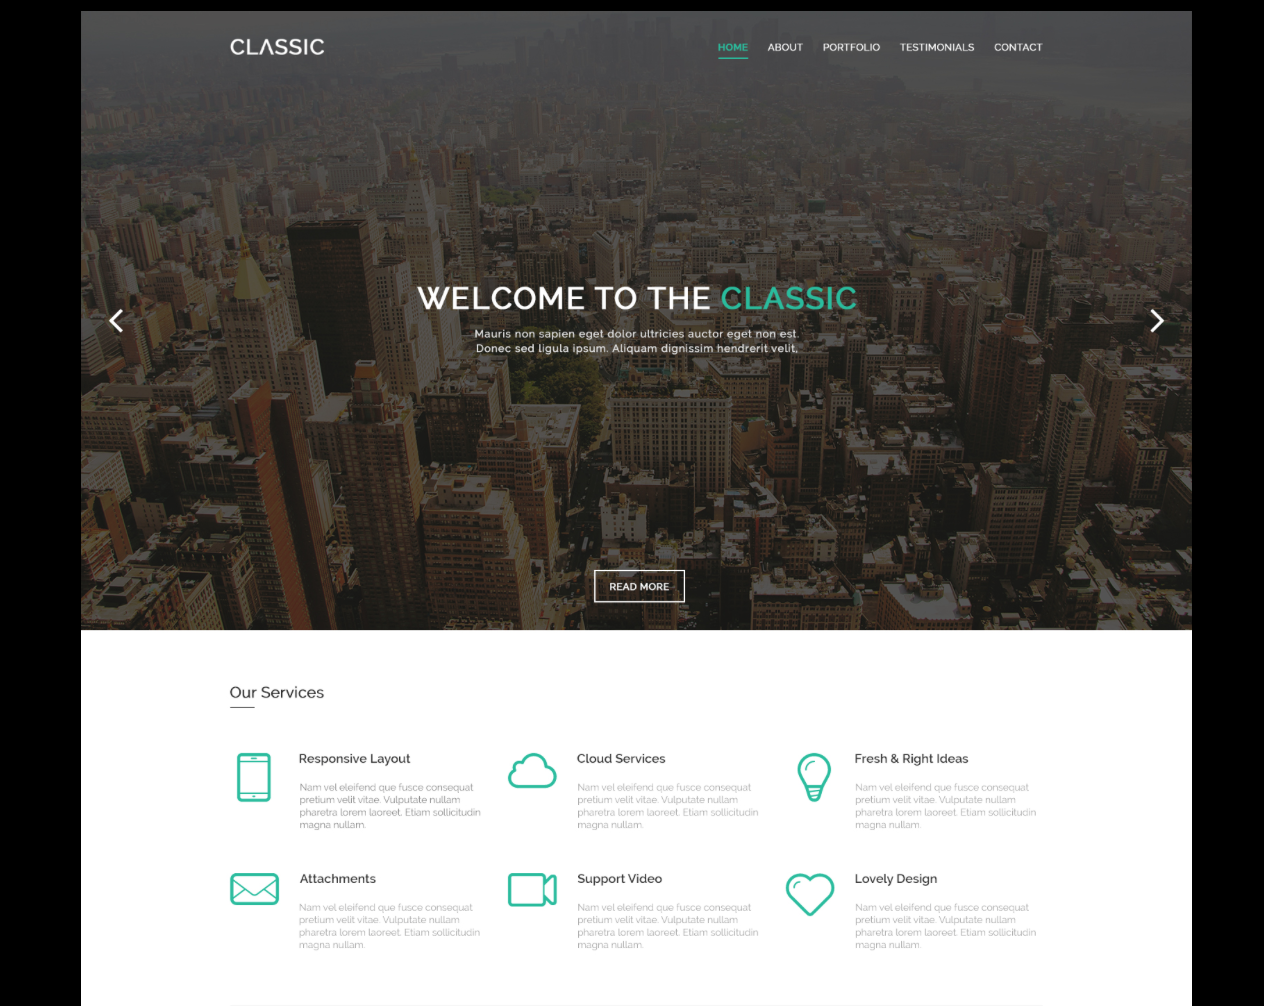 CLASSIC
HOME ABOUT PORTFOLIO TESTIMONIALS CONTACT
WELCOME TO THE CLASSIC
Mauris non sapien eget dolor ultricies auctor eget non est.
Donec sed ligula ipsum. Aliquam dignissim hendrerit velit,
READ MORE
Our Services
Responsive Layout
Nam vel eleifend que fusce consequat
pretium velit vitae. Vulputate nullam
pharetra lorem laoreet. Etiam sollicitudin
magna nullam.
Cloud Services
Nam vel eleifend que fusce consequat
pretium velit vitae. Vulputate nullam
pharetra lorem laoreet. Etiam sollicitudin
magna nullam.
Fresh & Right Ideas
Nam vel eleifend que fusce consequat
pretium velit vitae. Vulputate nullam
pharetra lorem laoreet. Etiam sollicitudin
magna nullam.
Attachments
Nam vel eleifend que fusce consequat
pretium velit vitae. Vulputate nullam
pharetra lorem laoreet. Etiam sollicitudin
magna nullam.
Support Video
Nam vel eleifend que fusce consequat
pretium velit vitae. Vulputate nullam
pharetra lorem laoreet. Etiam sollicitudin
magna nullam.
Lovely Design
Nam vel eleifend que fusce consequat
pretium velit vitae. Vulputate nullam
pharetra lorem laoreet. Etiam sollicitudin
magna nullam.